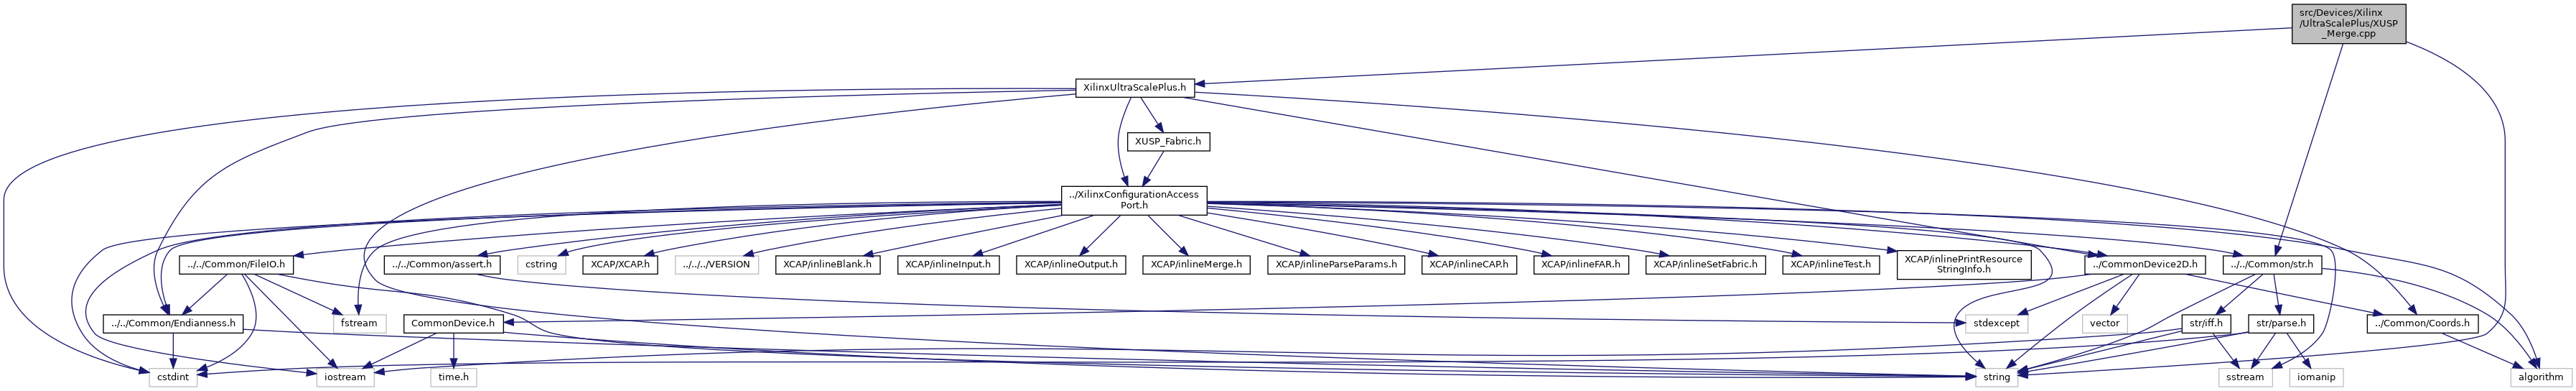 src/Devices/Xilinx
/UltraScalePlus/XUSP
_Merge.cpp
XilinxUltraScalePlus.h
XUSP_Fabric.h
../XilinxConfigurationAccess
Port.h
../../Common/FileIO.h
../../Common/assert.h
cstring
XCAP/XCAP.h
../../../VERSION
XCAP/inlineBlank.h
XCAP/inlineInput.h
XCAP/inlineOutput.h
XCAP/inlineMerge.h
XCAP/inlineParseParams.h
XCAP/inlineCAP.h
XCAP/inlineFAR.h
XCAP/inlineSetFabric.h
XCAP/inlineTest.h
XCAP/inlinePrintResource
StringInfo.h
../CommonDevice2D.h
../../Common/str.h
../../Common/Endianness.h
fstream
CommonDevice.h
stdexcept
vector
str/iff.h
str/parse.h
../Common/Coords.h
cstdint
iostream
time.h
string
sstream
iomanip
algorithm